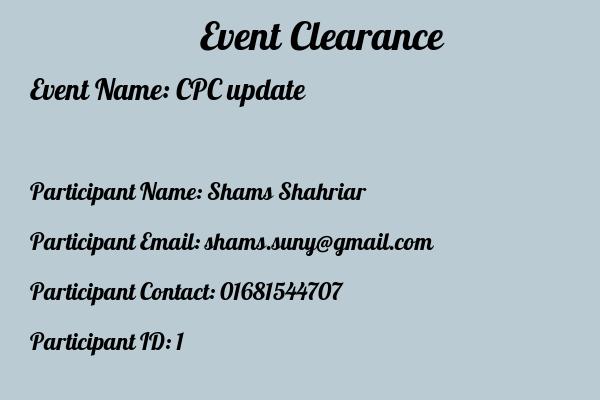 Event Clearance
Event Name: CPC update
Participant Name: Shams Shahriar
Participant Email: shams.suny@gmail.com
Participant Contact: 01681544707
Participant ID: 1